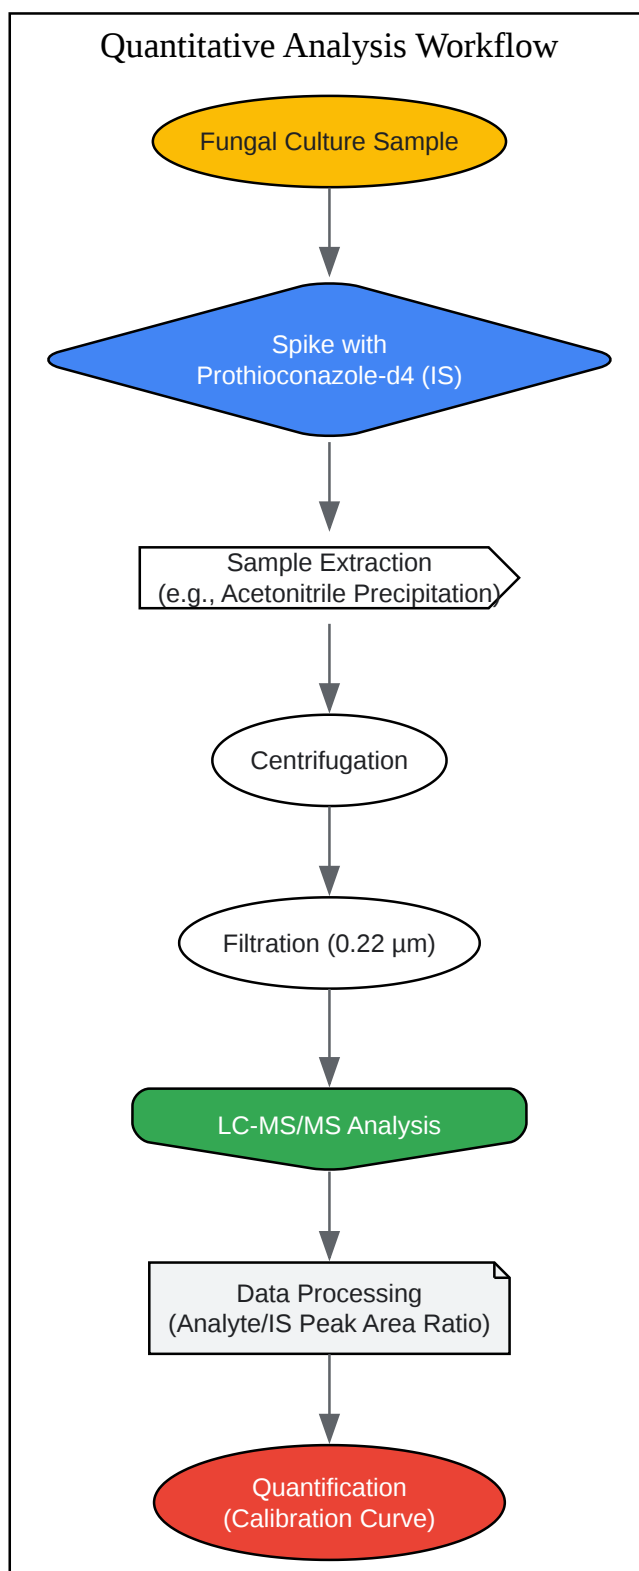 Quantitative Analysis Workflow
Fungal Culture Sample
Spike with
Prothioconazole-d4 (IS)
Sample Extraction
(e.g., Acetonitrile Precipitation)
Centrifugation
Filtration (0.22 µm)
LC-MS/MS Analysis
Data Processing
(Analyte/IS Peak Area Ratio)
Quantification
(Calibration Curve)